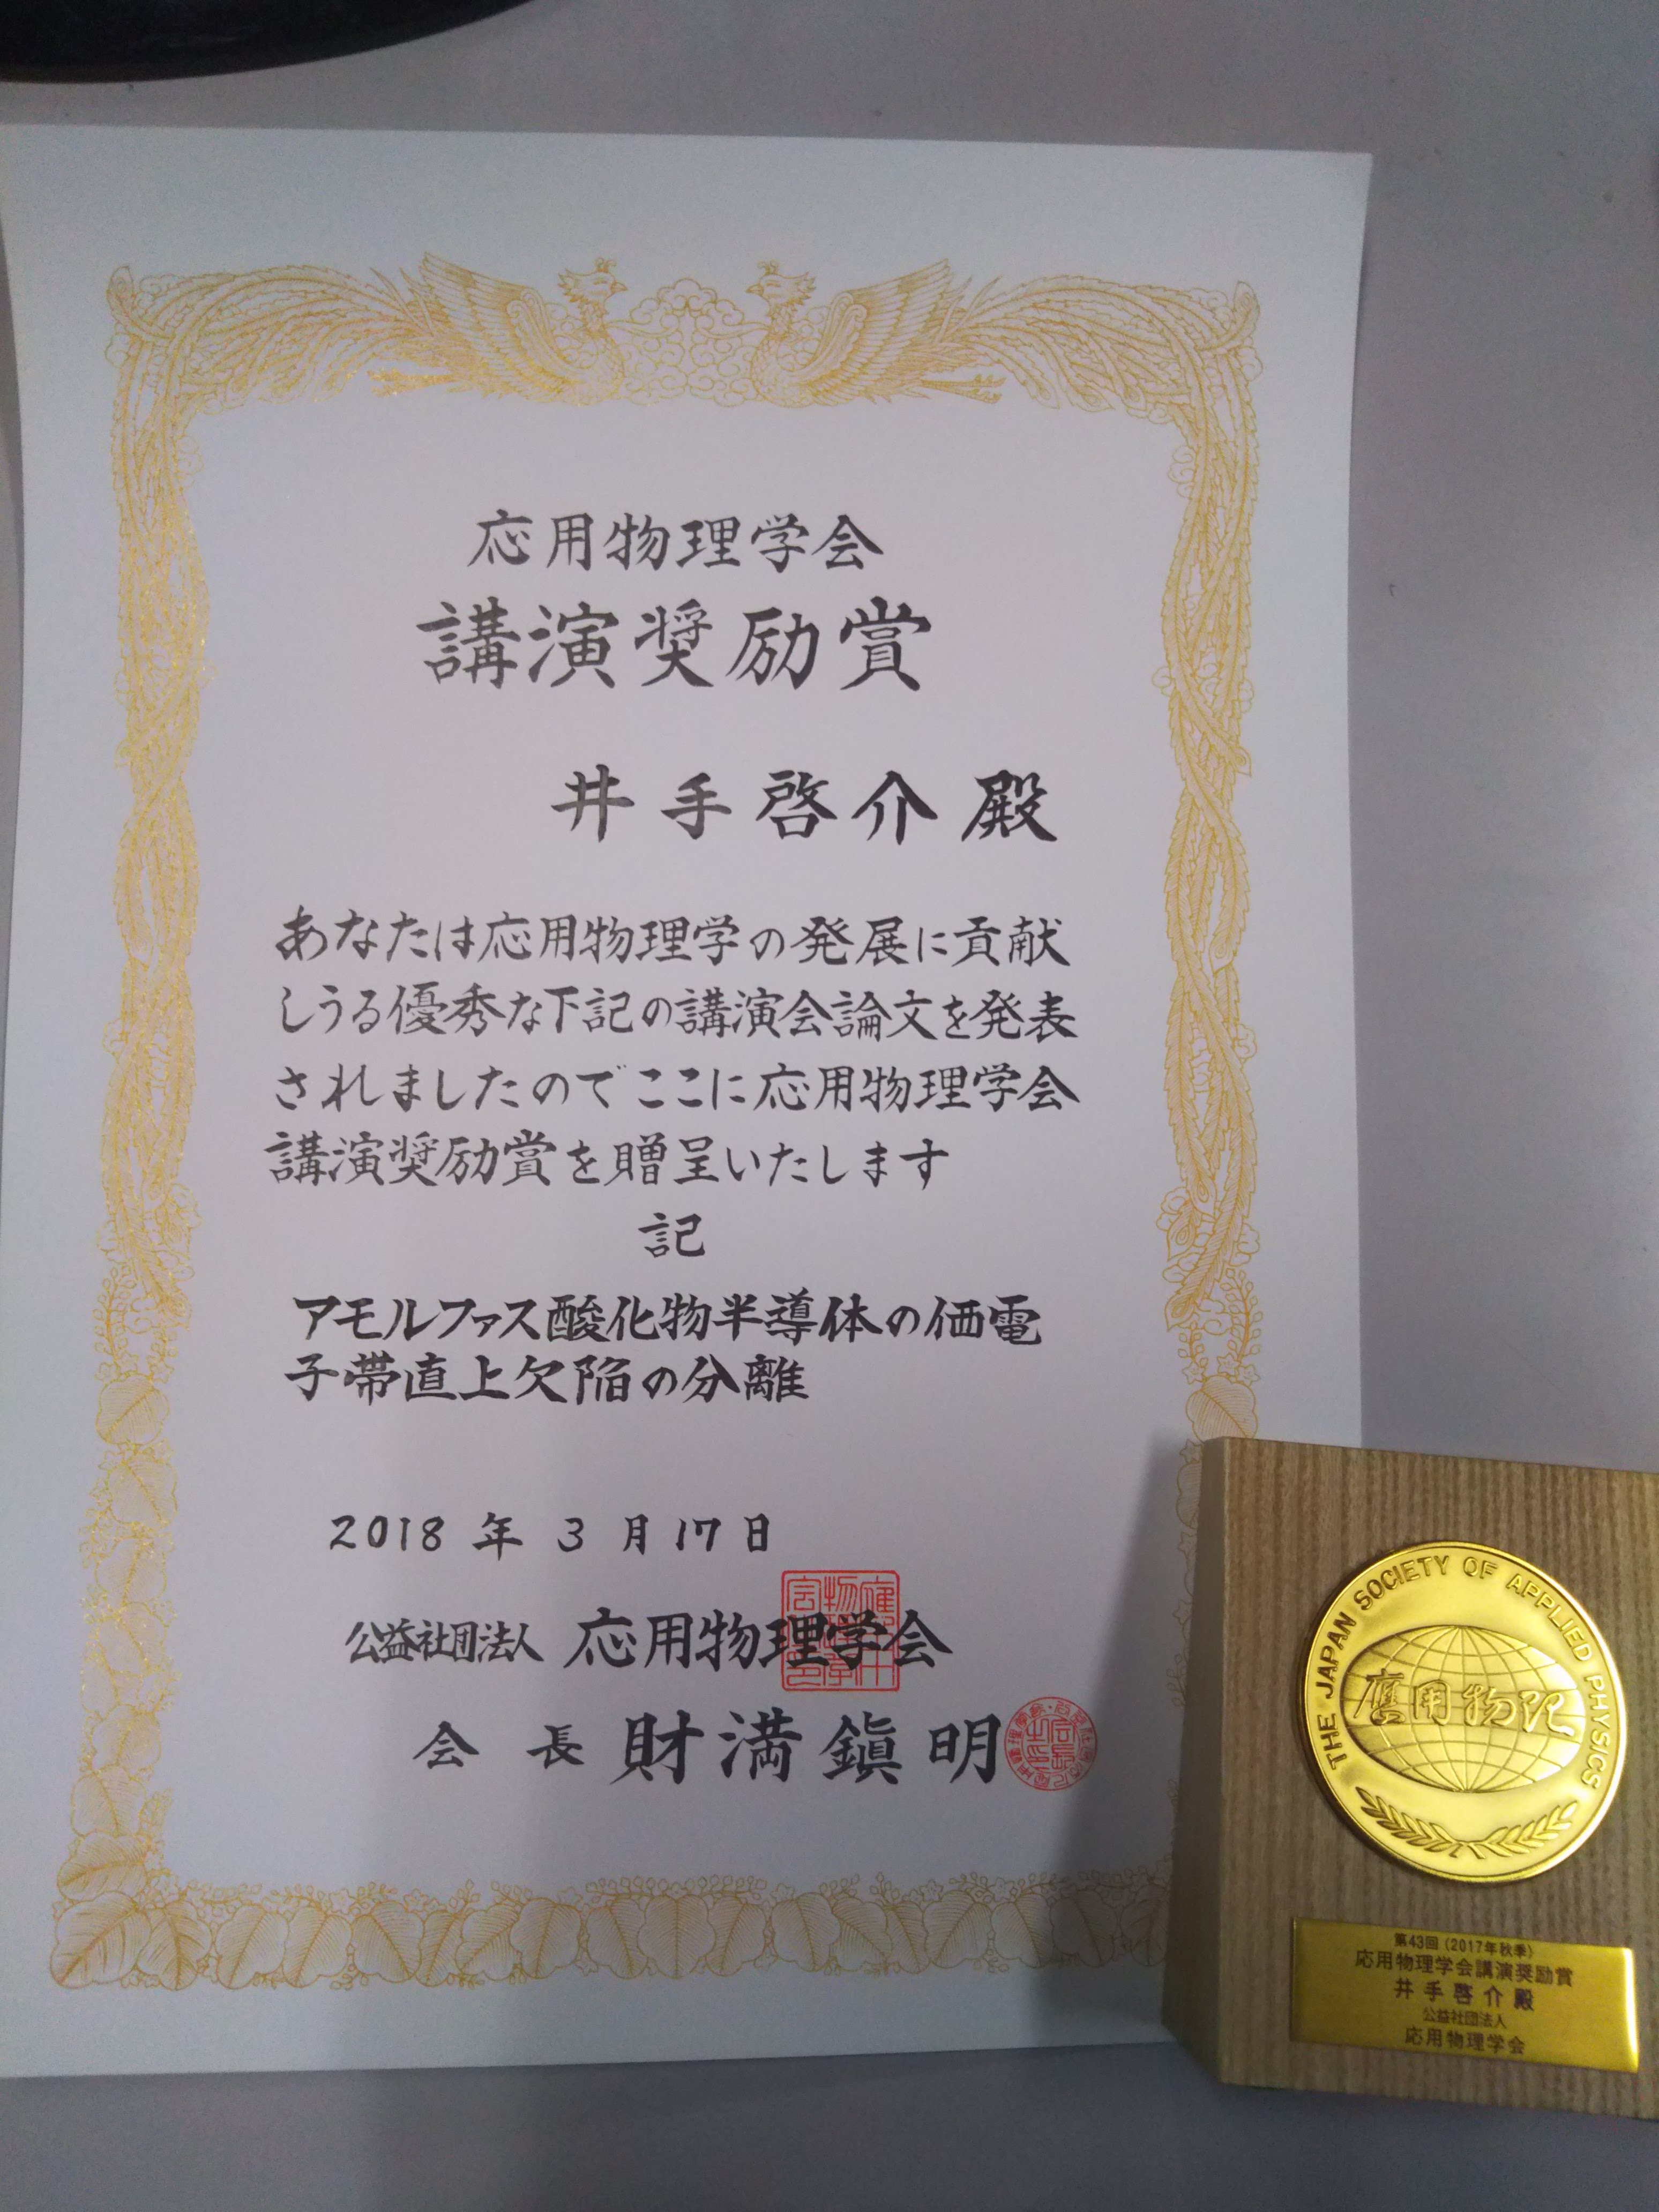 応用物理学会
講演奨励賞
井手啓介殿
あなたは応用物理学の発展に貢献
しうる優秀な下記の講演会論文を発表
されましたのでここに応用物理学会
講演奨励賞を贈呈いたします
記
アモルファス酸化物半導体の価電
子帯直上欠陥の分離
2018年3月17日
公益社団法人 応用物理学会
会長 財満鎭明
THE JAPAN SOCIETY OF APPLIED PHYSICS
應用物理
第43回(2017年秋季)
応用物理学会講演奨励賞
井手啓介殿
公益社団法人
応用物理学会